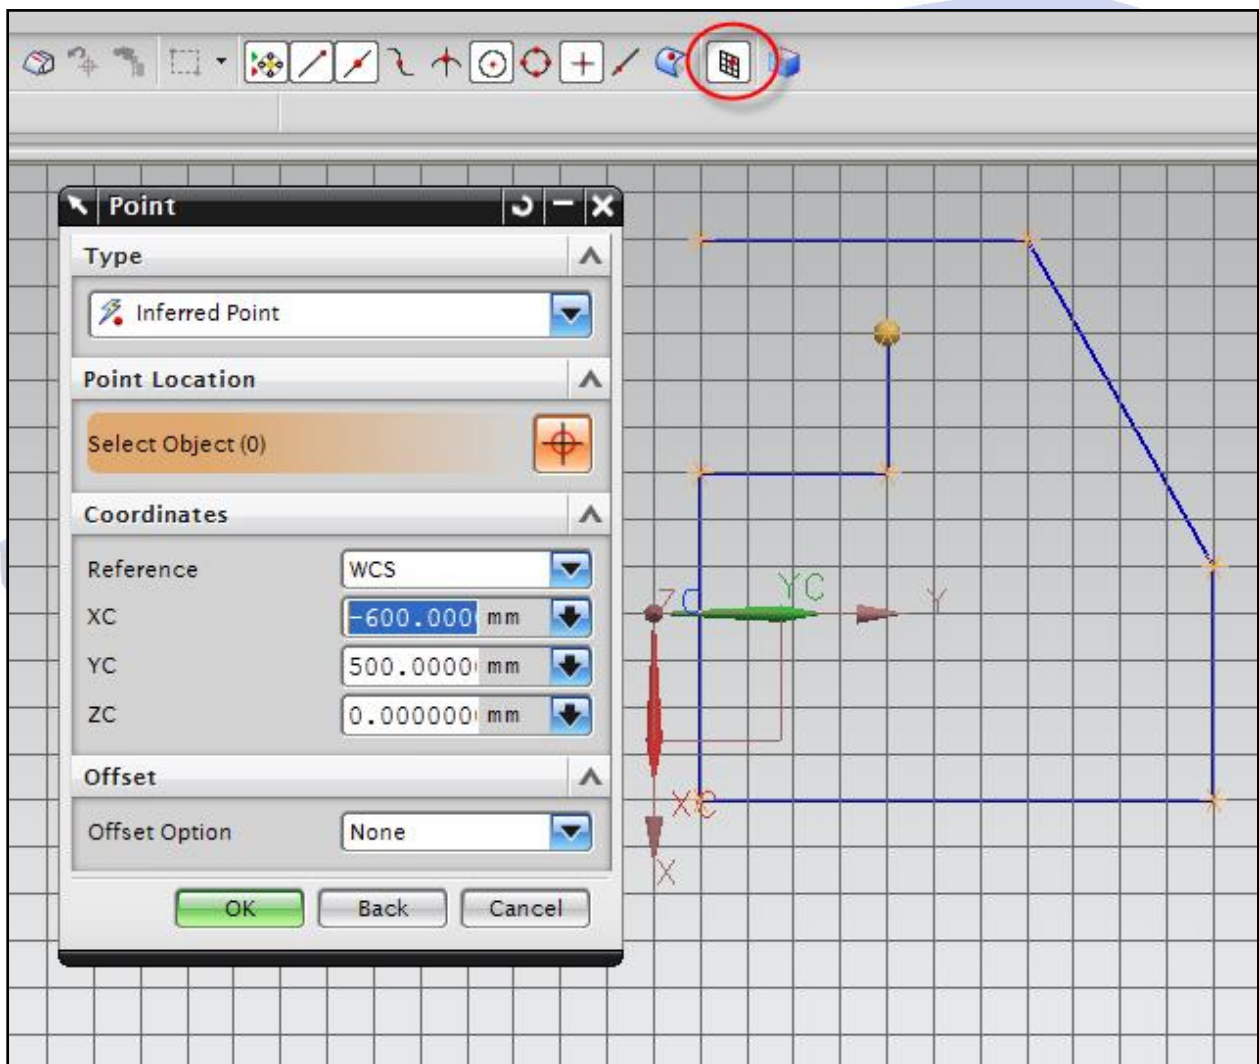 Point
Type
Inferred Point
Point Location
Select Object (0)
Coordinates
Reference WCS
XC -600.000 mm
YC 500.0000 mm
ZC 0.000000 mm
Offset
Offset Option None
OK Back Cancel
ZC YC Y
XC
X